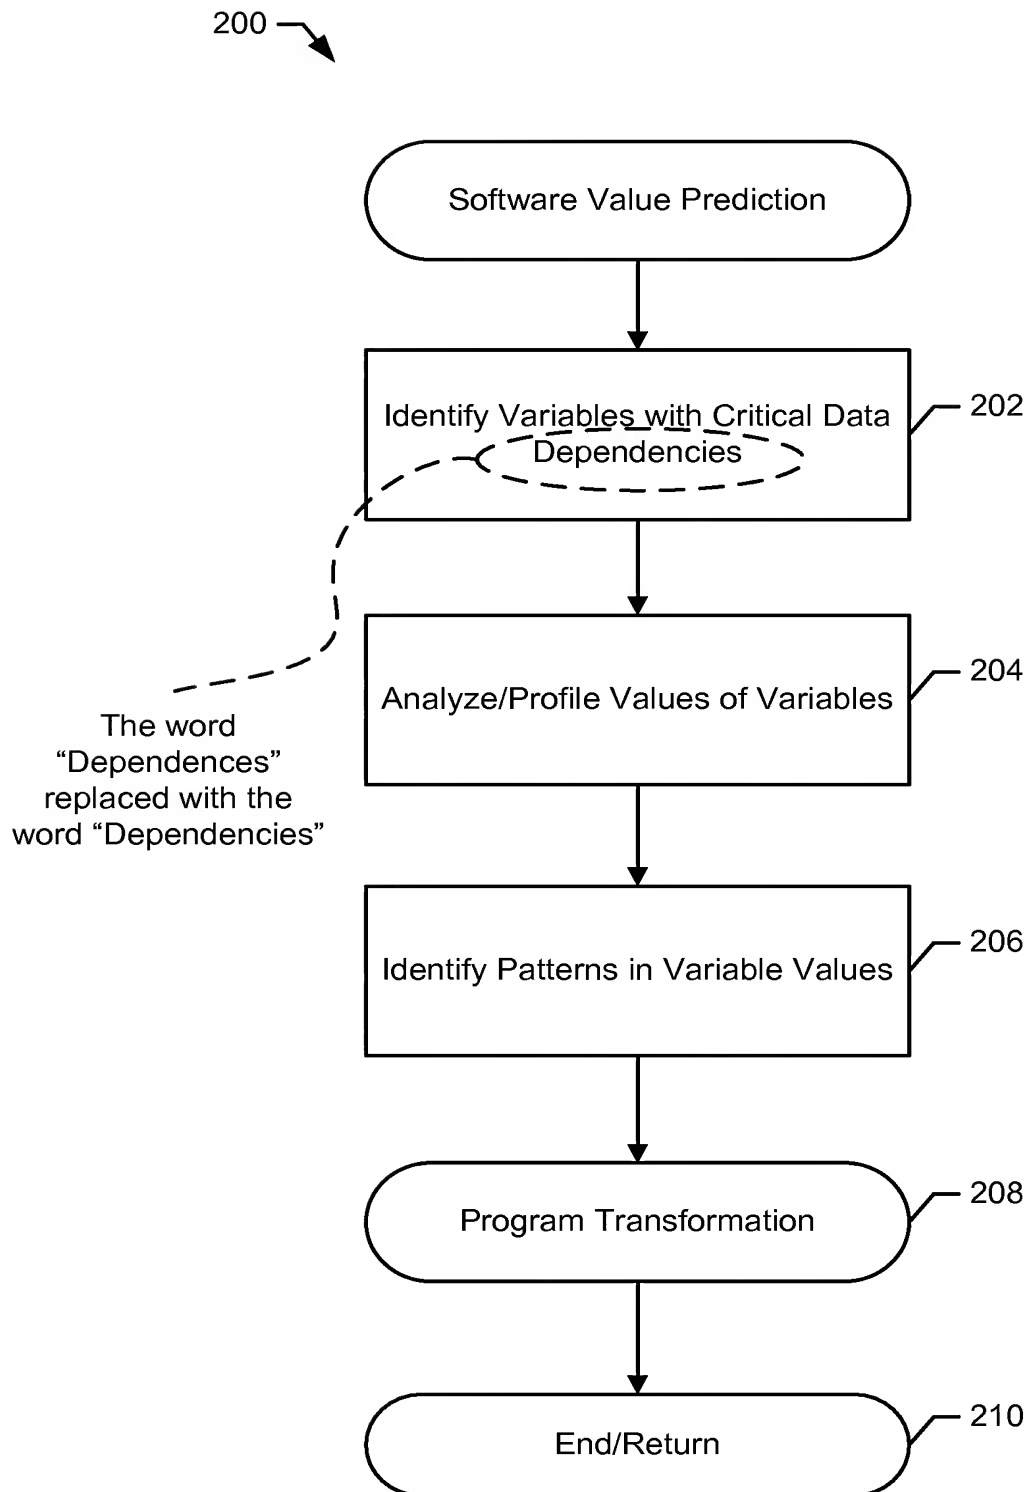 200
Software Value Prediction
Identify Variables with Critical Data
Dependencies
202
Analyze/Profile Values of Variables
204
The word
“Dependences”
replaced with the
word “Dependencies”
Identify Patterns in Variable Values
206
Program Transformation
208
End/Return
210